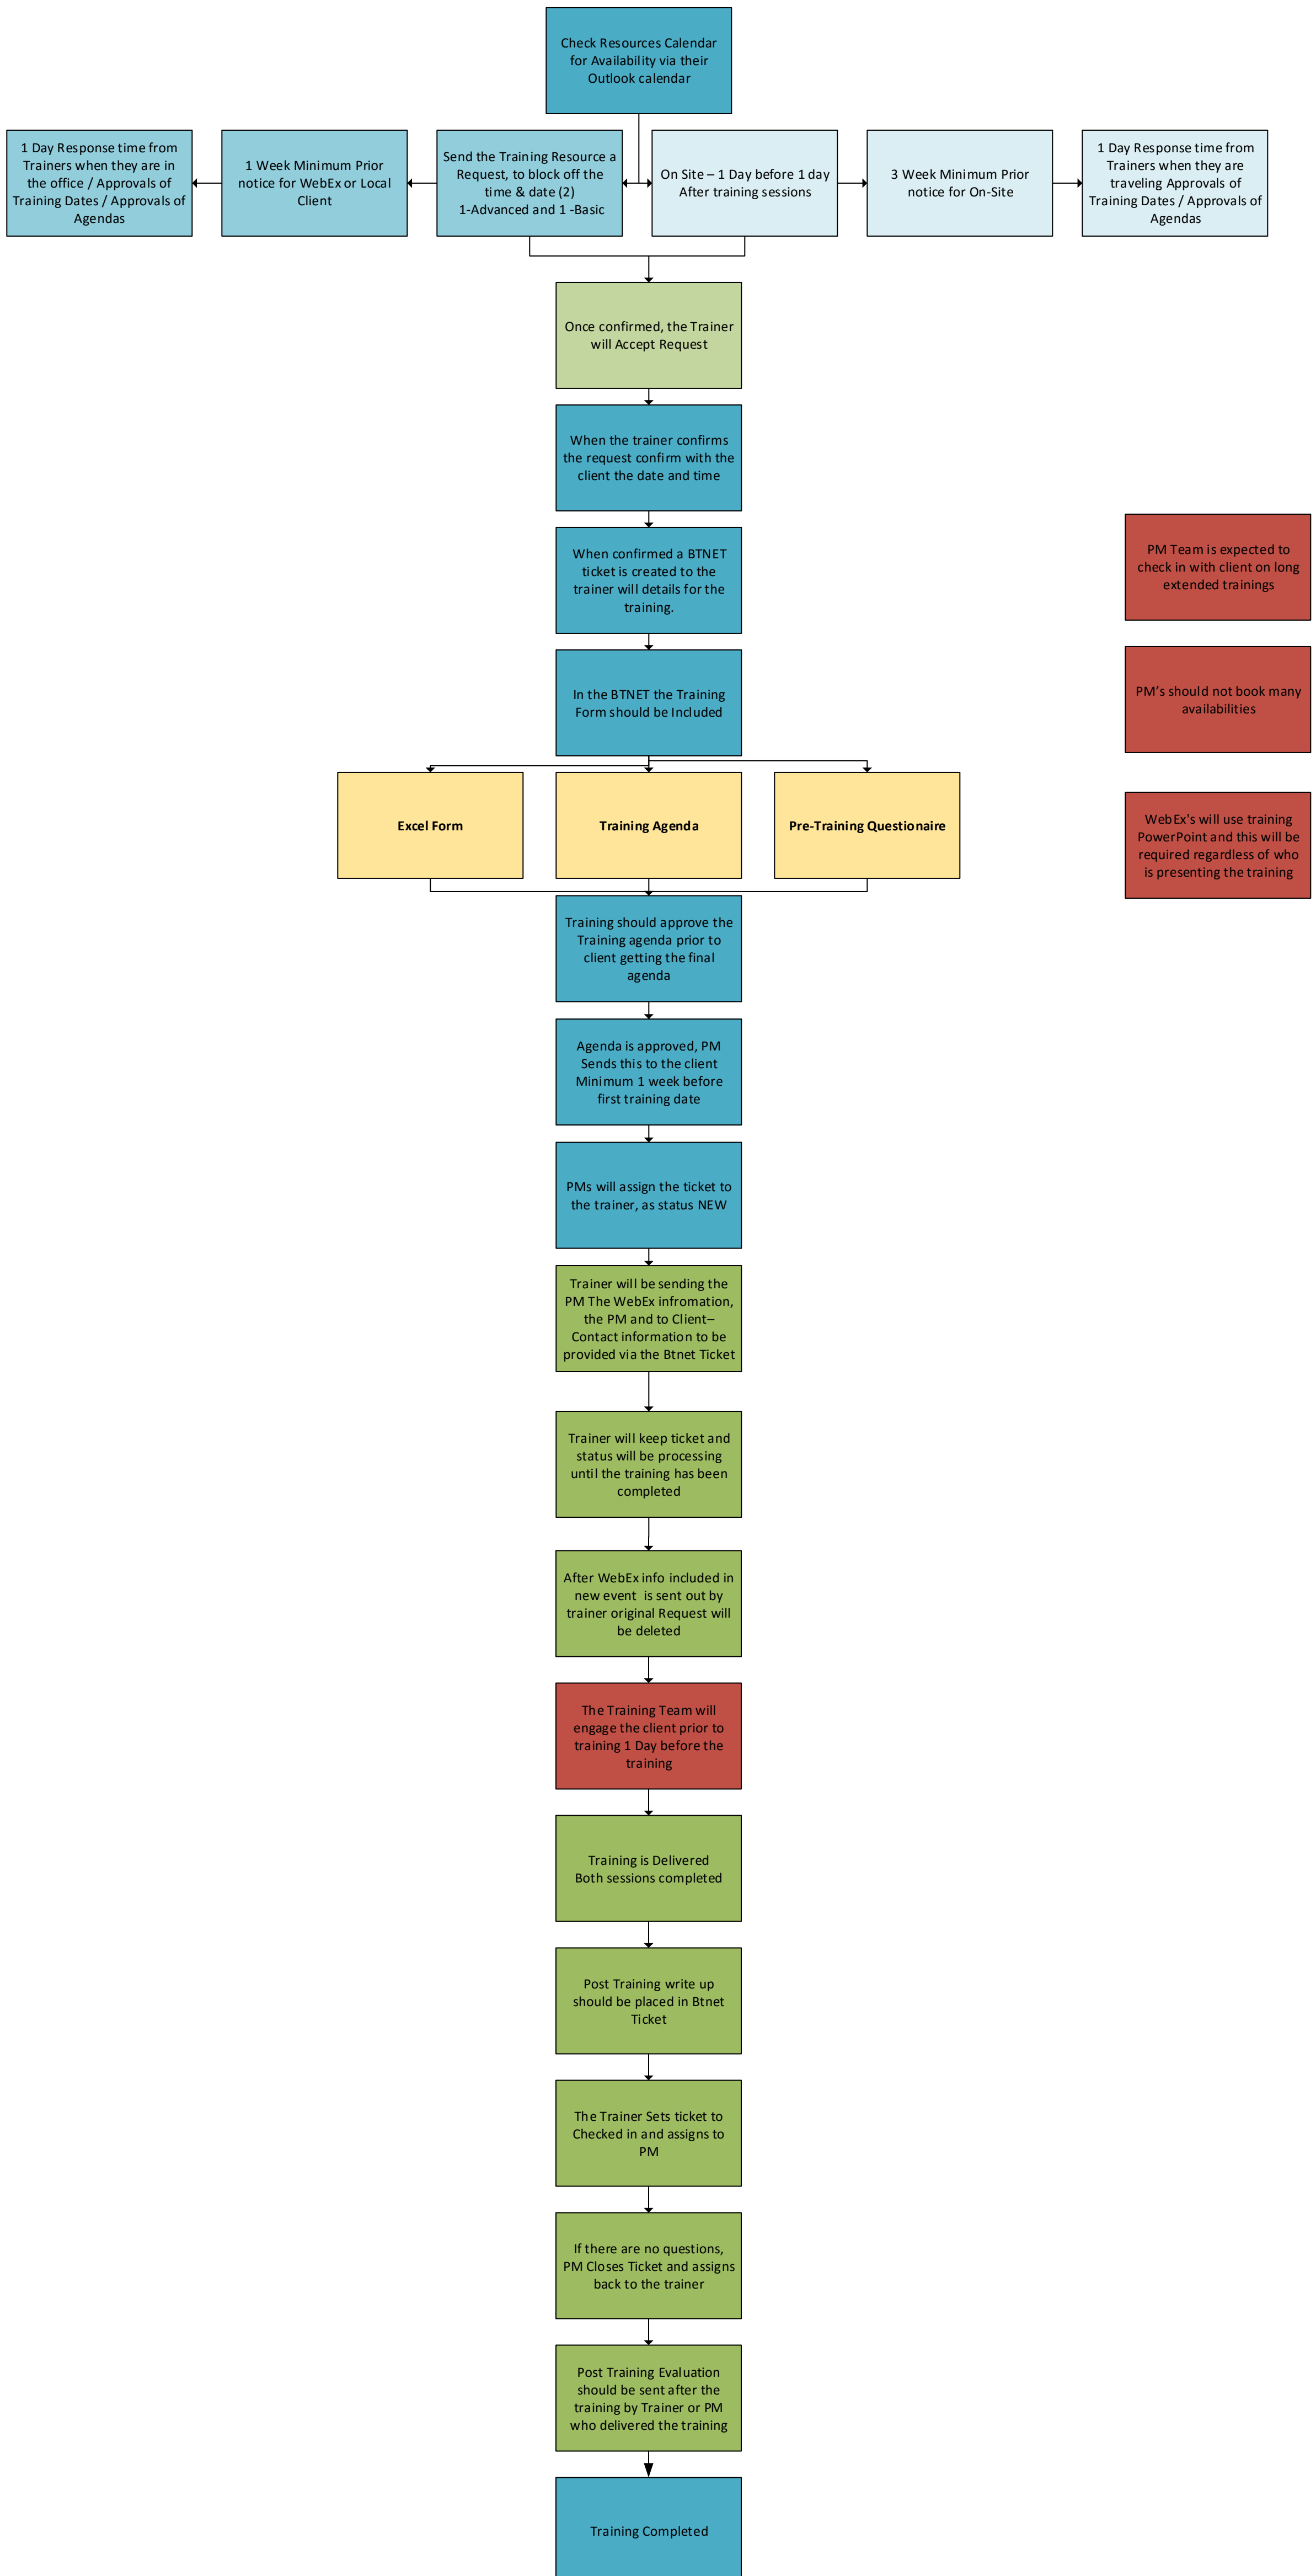 Check Resources Calendar
for Availability via their
Outlook calendar
1 Day Response time from
Trainers when they are in
the office / Approvals of
Training Dates / Approvals of
Agendas
1 Week Minimum Prior
notice for WebEx or Local
Client
Send the Training Resource a
Request, to block off the
time & date (2)
1-Advanced and 1 -Basic
On Site – 1 Day before 1 day
After training sessions
3 Week Minimum Prior
notice for On-Site
1 Day Response time from
Trainers when they are
traveling Approvals of
Training Dates / Approvals of
Agendas
Once confirmed, the Trainer
will Accept Request
When the trainer confirms
the request confirm with the
client the date and time
When confirmed a BTNET
ticket is created to the
trainer will details for the
training.
PM Team is expected to
check in with client on long
extended trainings
In the BTNET the Training
Form should be Included
PM's should not book many
availabilities
Excel Form
Training Agenda
Pre-Training Questionaire
WebEx's will use training
PowerPoint and this will be
required regardless of who
is presenting the training
Training should approve the
Training agenda prior to
client getting the final
agenda
Agenda is approved, PM
Sends this to the client
Minimum 1 week before
first training date
PMs will assign the ticket to
the trainer, as status NEW
Trainer will be sending the
PM The WebEx infromation,
the PM and to Client–
Contact information to be
provided via the Btnet Ticket
Trainer will keep ticket and
status will be processing
until the training has been
completed
After WebEx info included in
new event is sent out by
trainer original Request will
be deleted
The Training Team will
engage the client prior to
training 1 Day before the
training
Training is Delivered
Both sessions completed
Post Training write up
should be placed in Btnet
Ticket
The Trainer Sets ticket to
Checked in and assigns to
PM
If there are no questions,
PM Closes Ticket and assigns
back to the trainer
Post Training Evaluation
should be sent after the
training by Trainer or PM
who delivered the training
Training Completed